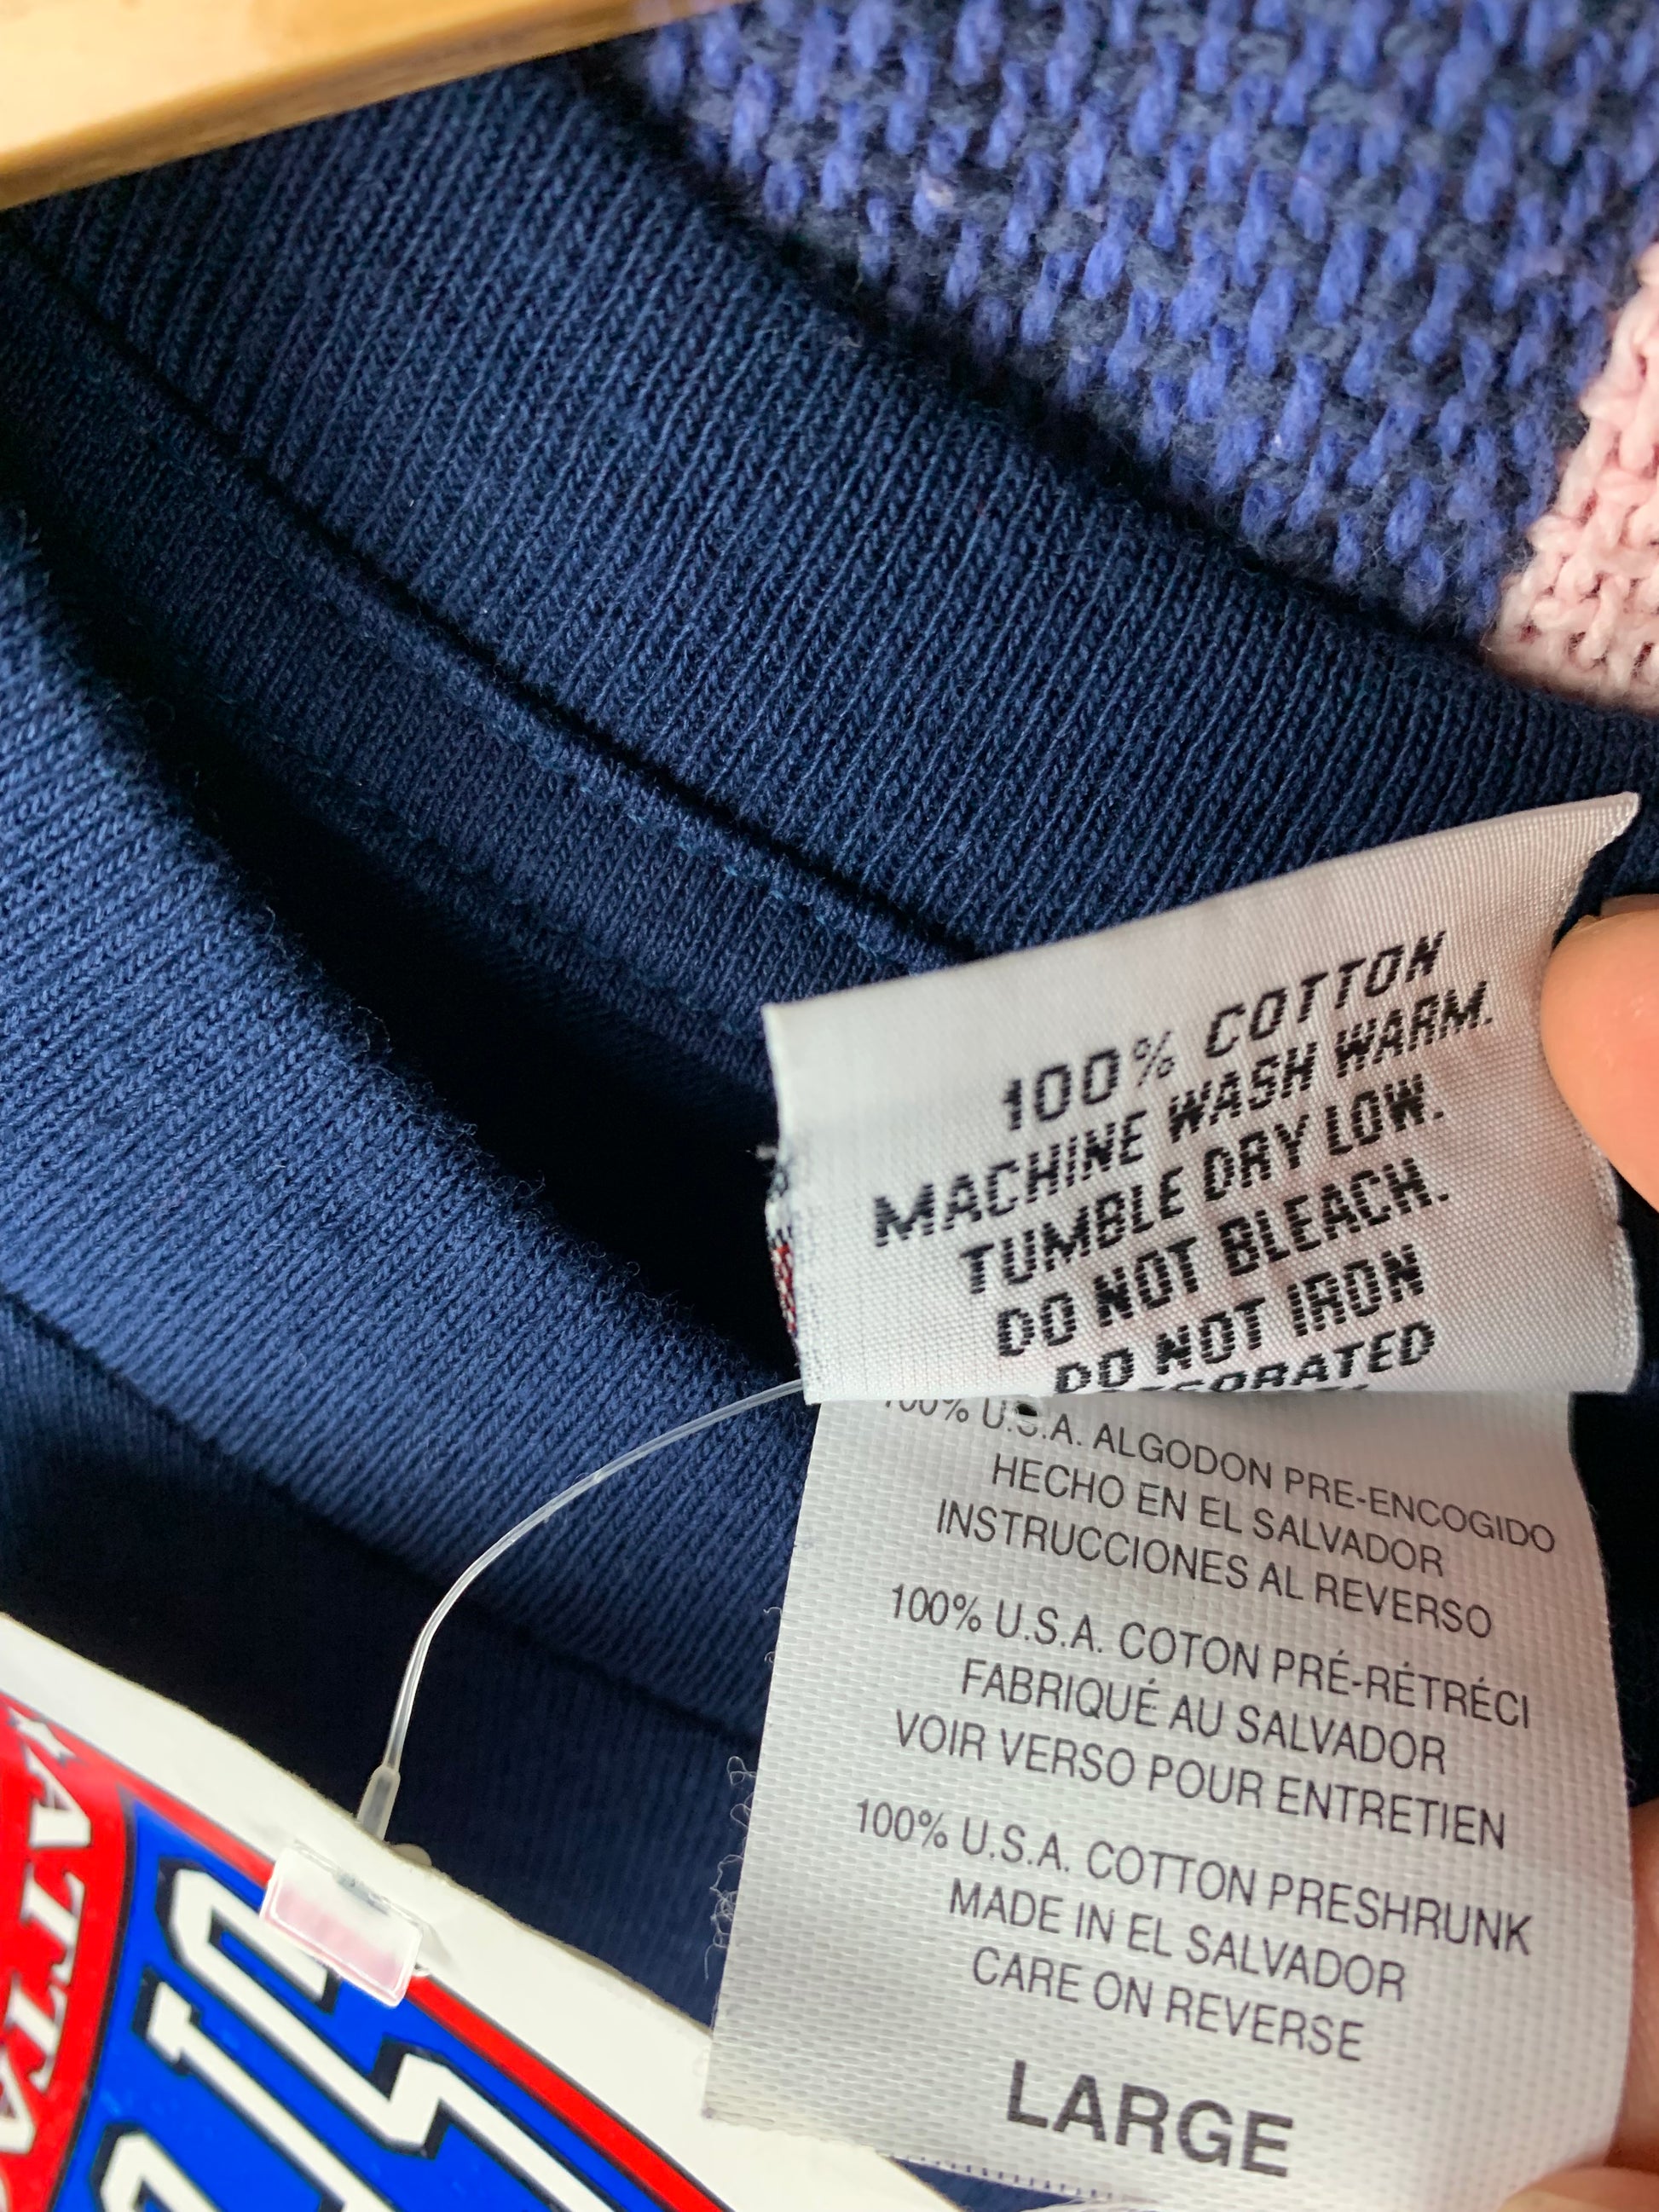 100% COTTON
MACHINE WASH WARM.
TUMBLE DRY LOW.
DO NOT BLEACH.
DO NOT IRON
100% U.S.A. ALGODON PRE-ENCOGIDO
HECHO EN EL SALVADOR
INSTRUCCIONES AL REVERSO
100% U.S.A. COTON PRÉ-RÉTRÉCI
FABRIQUÉ AU SALVADOR
VOIR VERSO POUR ENTRETIEN
100% U.S.A. COTTON PRESHRUNK
MADE IN EL SALVADOR
CARE ON REVERSE
LARGE